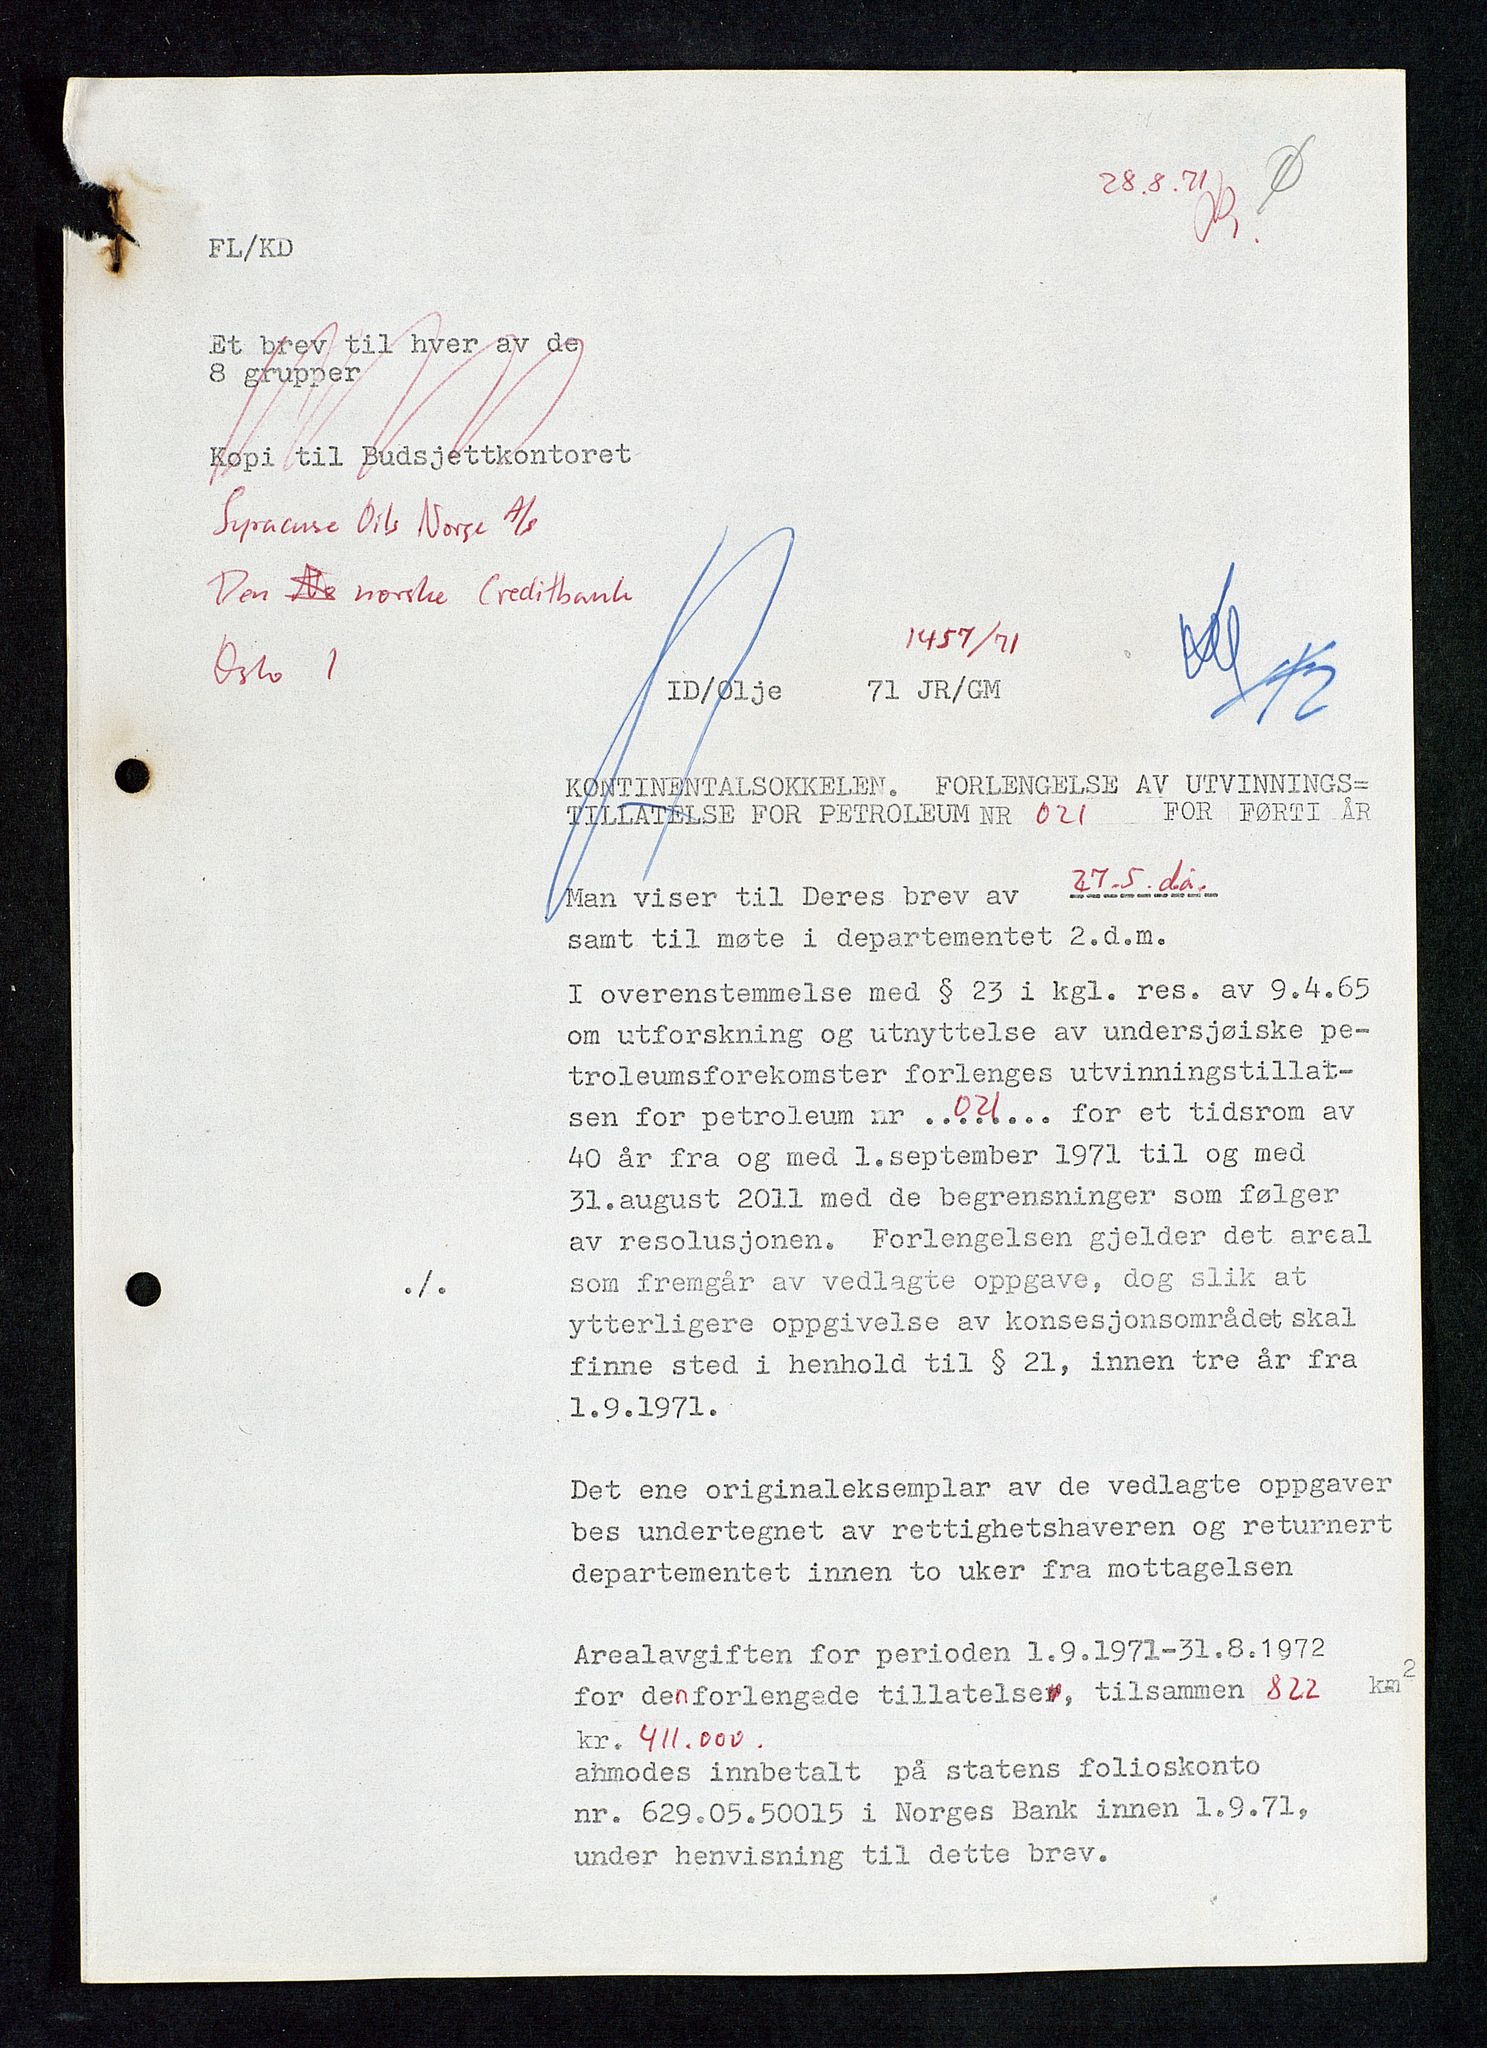 28.8.71
FL/KD
Et brev til hver av de
8 grupper
Kopi til Budsjettkontoret
Syracuse Oils Norge A/s
Den norske Creditbank
Oslo 1
1457/71
ID/Olje 71 JR/GM
KONTINENTALSOKKELEN. FORLENGELSE AV UTVINNINGS=
TILLATELSE FOR PETROLEUM NR 021 FOR FØRTI ÅR
Man viser til Deres brev av 27.5. då.
samt til møte i departementet 2.d.m.
I overenstemmelse med § 23 i kgl. res. av 9.4.65
om utforskning og utnyttelse av undersjøiske pe-
troleumsforekomster forlenges utvinningstillat-
sen for petroleum nr ..021.... for et tidsrom av
40 år fra og med 1.september 1971 til og med
31.august 2011 med de begrensninger som følger
av resolusjonen. Forlengelsen gjelder det areal
./. som fremgår av vedlagte oppgave, dog slik at
ytterligere oppgivelse av konsesjonsområdet skal
finne sted i henhold til § 21, innen tre år fra
1.9.1971.
Det ene originaleksemplar av de vedlagte oppgaver
bes undertegnet av rettighetshaveren og returnert
departementet innen to uker fra mottagelsen
Arealavgiften for perioden 1.9.1971-31.8.1972
for den forlengede tillatelse, tilsammen 822 km²
kr. 411.000.
ahmodes innbetalt på statens folioskonto
nr. 629.05.50015 i Norges Bank innen 1.9.71,
under henvisning til dette brev.